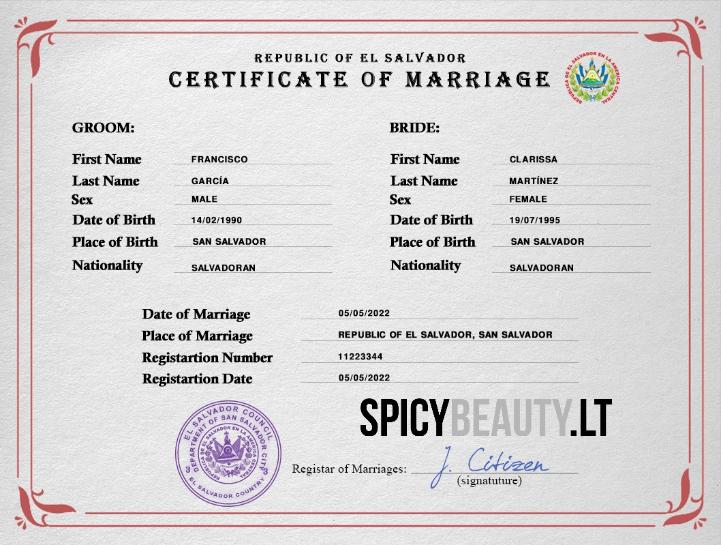 REPUBLIC OF EL SALVADOR
CERTIFICATE OF MARRIAGE
REPUBLICA DE EL SALVADOR EN LA AMERICA CENTRAL
GROOM:
First Name FRANCISCO
Last Name GARCÍA
Sex MALE
Date of Birth 14/02/1990
Place of Birth SAN SALVADOR
Nationality SALVADORAN
BRIDE:
First Name CLARISSA
Last Name MARTÍNEZ
Sex FEMALE
Date of Birth 19/07/1995
Place of Birth SAN SALVADOR
Nationality SALVADORAN
Date of Marriage 05/05/2022
Place of Marriage REPUBLIC OF EL SALVADOR, SAN SALVADOR
Registartion Number 11223344
Registartion Date 05/05/2022
SPICYBEAUTY.LT
EL SALVADOR COUNCIL
DEPARTMENT OF SAN SALVADOR CITY
EL SALVADOR COUNTRY
Registar of Marriages: J. Citizen
(signatuture)